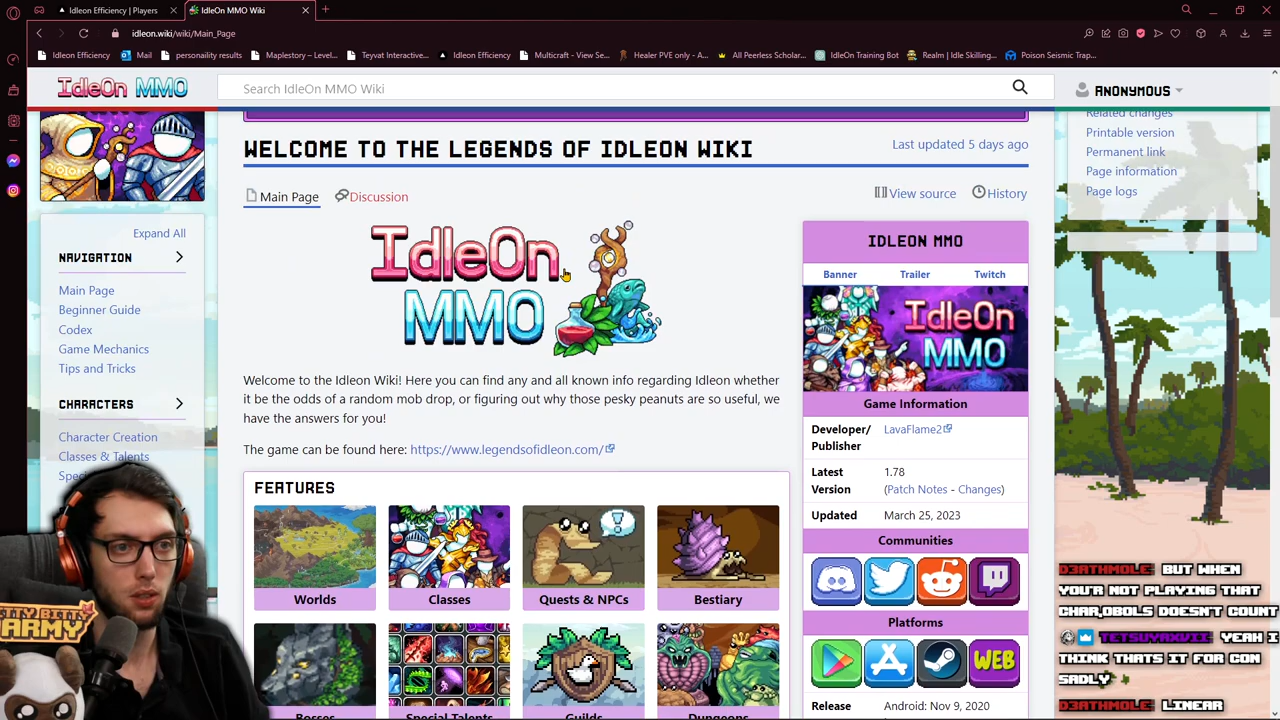 Idleon Efficiency | Players
IdleOn MMO Wiki
idleon.wiki/wiki/Main_Page
Idleon Efficiency
Mail
personaility results
Maplestory – Level...
Teyvat Interactive...
Idleon Efficiency
Multicraft - View Se...
Healer PVE only - A...
All Peerless Scholar...
IdleOn Training Bot
Realm | Idle Skilling...
Poison Seismic Trap...
IdleOn MMO
Search IdleOn MMO Wiki
ANONYMOUS
Related changes
Printable version
Permanent link
Page information
Page logs
WELCOME TO THE LEGENDS OF IDLEON WIKI
Last updated 5 days ago
Main Page
Discussion
View source
History
Expand All
NAVIGATION
Main Page
Beginner Guide
Codex
Game Mechanics
Tips and Tricks
CHARACTERS
Character Creation
Classes & Talents
Spec
IdleOn
MMO
Welcome to the Idleon Wiki! Here you can find any and all known info regarding Idleon whether
it be the odds of a random mob drop, or figuring out why those pesky peanuts are so useful, we
have the answers for you!
The game can be found here: https://www.legendsofidleon.com/
FEATURES
Worlds
Classes
Quests & NPCs
Bestiary
Bosses
Special Talents
Guilds
Dungeons
IDLEON MMO
Banner
Trailer
Twitch
IdleOn
MMO
Game Information
Developer/
Publisher
LavaFlame2
Latest
Version
1.78
(Patch Notes - Changes)
Updated
March 25, 2023
Communities
Platforms
WEB
Release
Android: Nov 9, 2020
D3ATHMOLE BUT WHEN
YOU'RE NOT PLAYING THAT
CHAR,OBOLS DOESN'T COUNT
TETSUYAXVII YEAH I
THINK THATS IT FOR CON
SADLY
D3ATHMOLE LINEAR
ITTY BITTY
ARMY